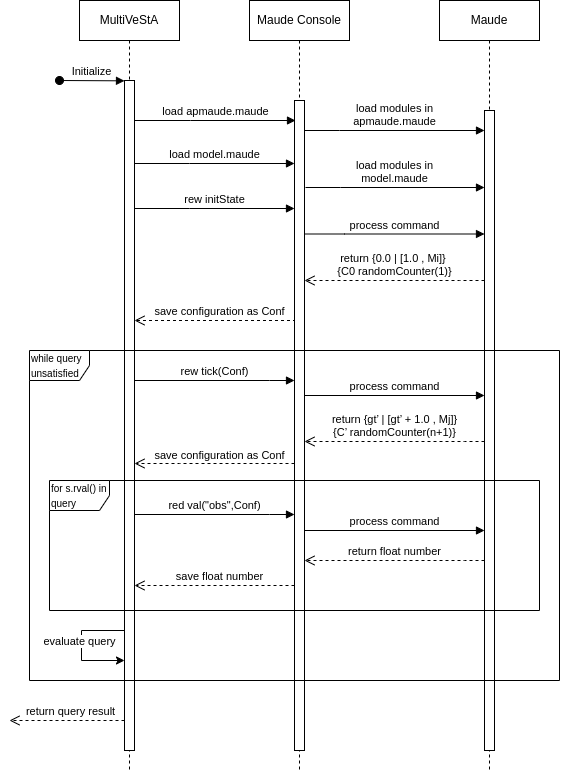 MultiVeStA
Maude Console
Maude
Initialize
load apmaude.maude
load modules in
apmaude.maude
load model.maude
load modules in
model.maude
rew initState
process command
return {0.0 | [1.0 , Mi]}
{C0 randomCounter(1)}
save configuration as Conf
while query
unsatisfied
rew tick(Conf)
process command
return {gt' | [gt' + 1.0 , Mj]}
{C' randomCounter(n+1)}
save configuration as Conf
for s.rval() in
query
red val("obs",Conf)
process command
return float number
save float number
evaluate query
return query result